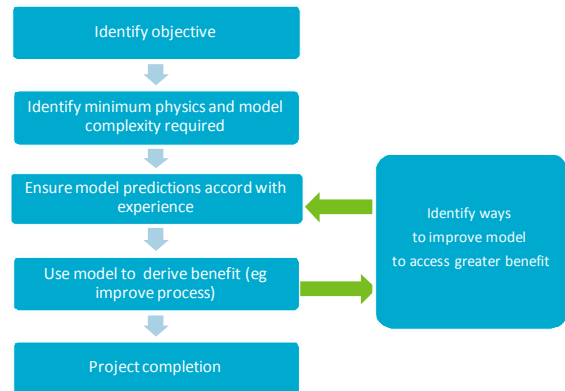 Identify objective
Identify minimum physics and model
complexity required
Ensure model predictions accord with
experience
Use model to derive benefit (eg
improve process)
Project completion
Identify ways
to improve model
to access greater benefit